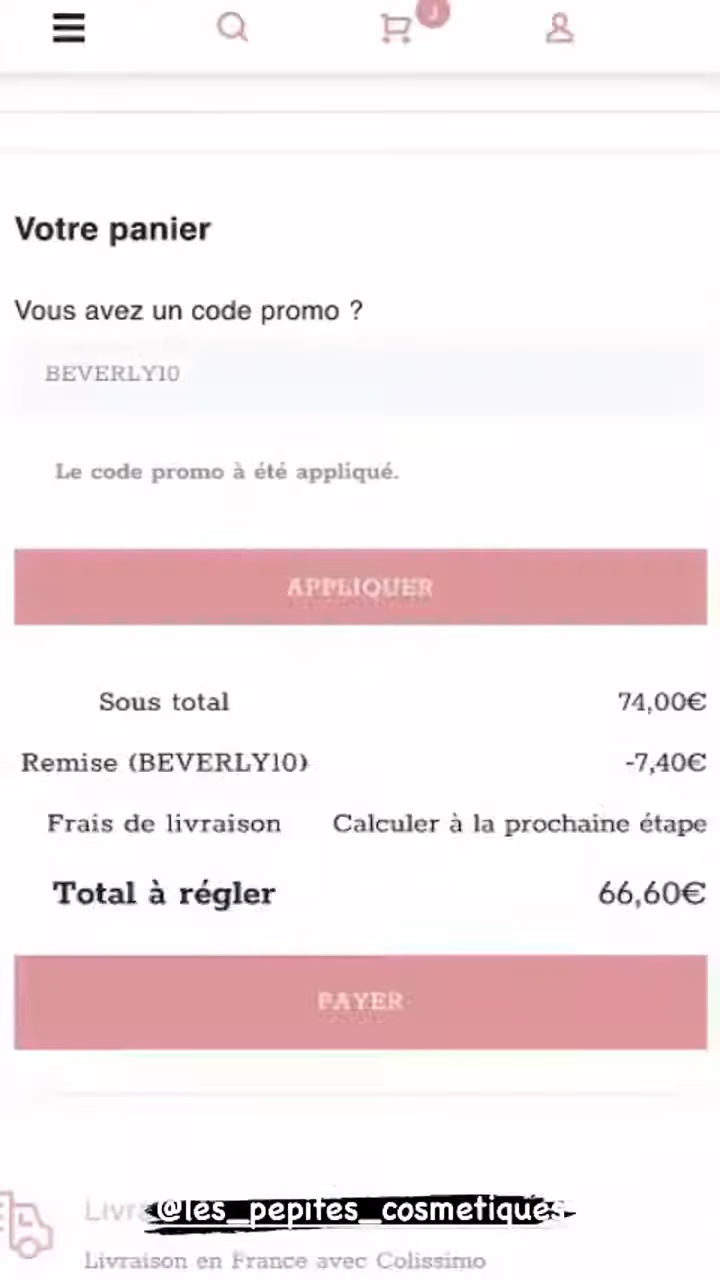 Votre panier
Vous avez un code promo ?
BEVERLY10
Le code promo à été appliqué.
APPLIQUER
Sous total 74,00€
Remise (BEVERLY10) -7,40€
Frais de livraison Calculer à la prochaine étape
Total à régler 66,60€
PAYER
@les_pepites_cosmetiques
Livraison en France avec Colissimo